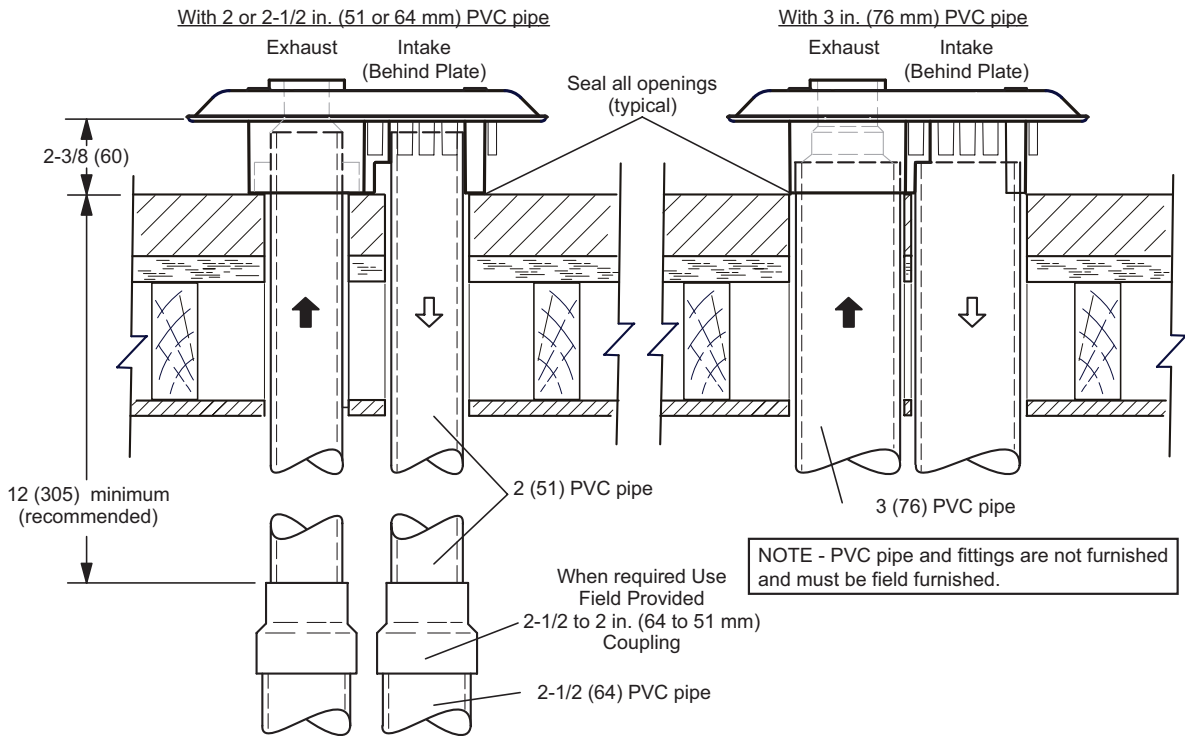 With 2 or 2-1/2 in. (51 or 64 mm) PVC pipe
Exhaust
Intake
(Behind Plate)
With 3 in. (76 mm) PVC pipe
Exhaust
Intake
(Behind Plate)
Seal all openings
(typical)
2-3/8 (60)
12 (305) minimum
(recommended)
2 (51) PVC pipe
3 (76) PVC pipe
NOTE - PVC pipe and fittings are not furnished
and must be field furnished.
When required Use
Field Provided
2-1/2 to 2 in. (64 to 51 mm)
Coupling
2-1/2 (64) PVC pipe